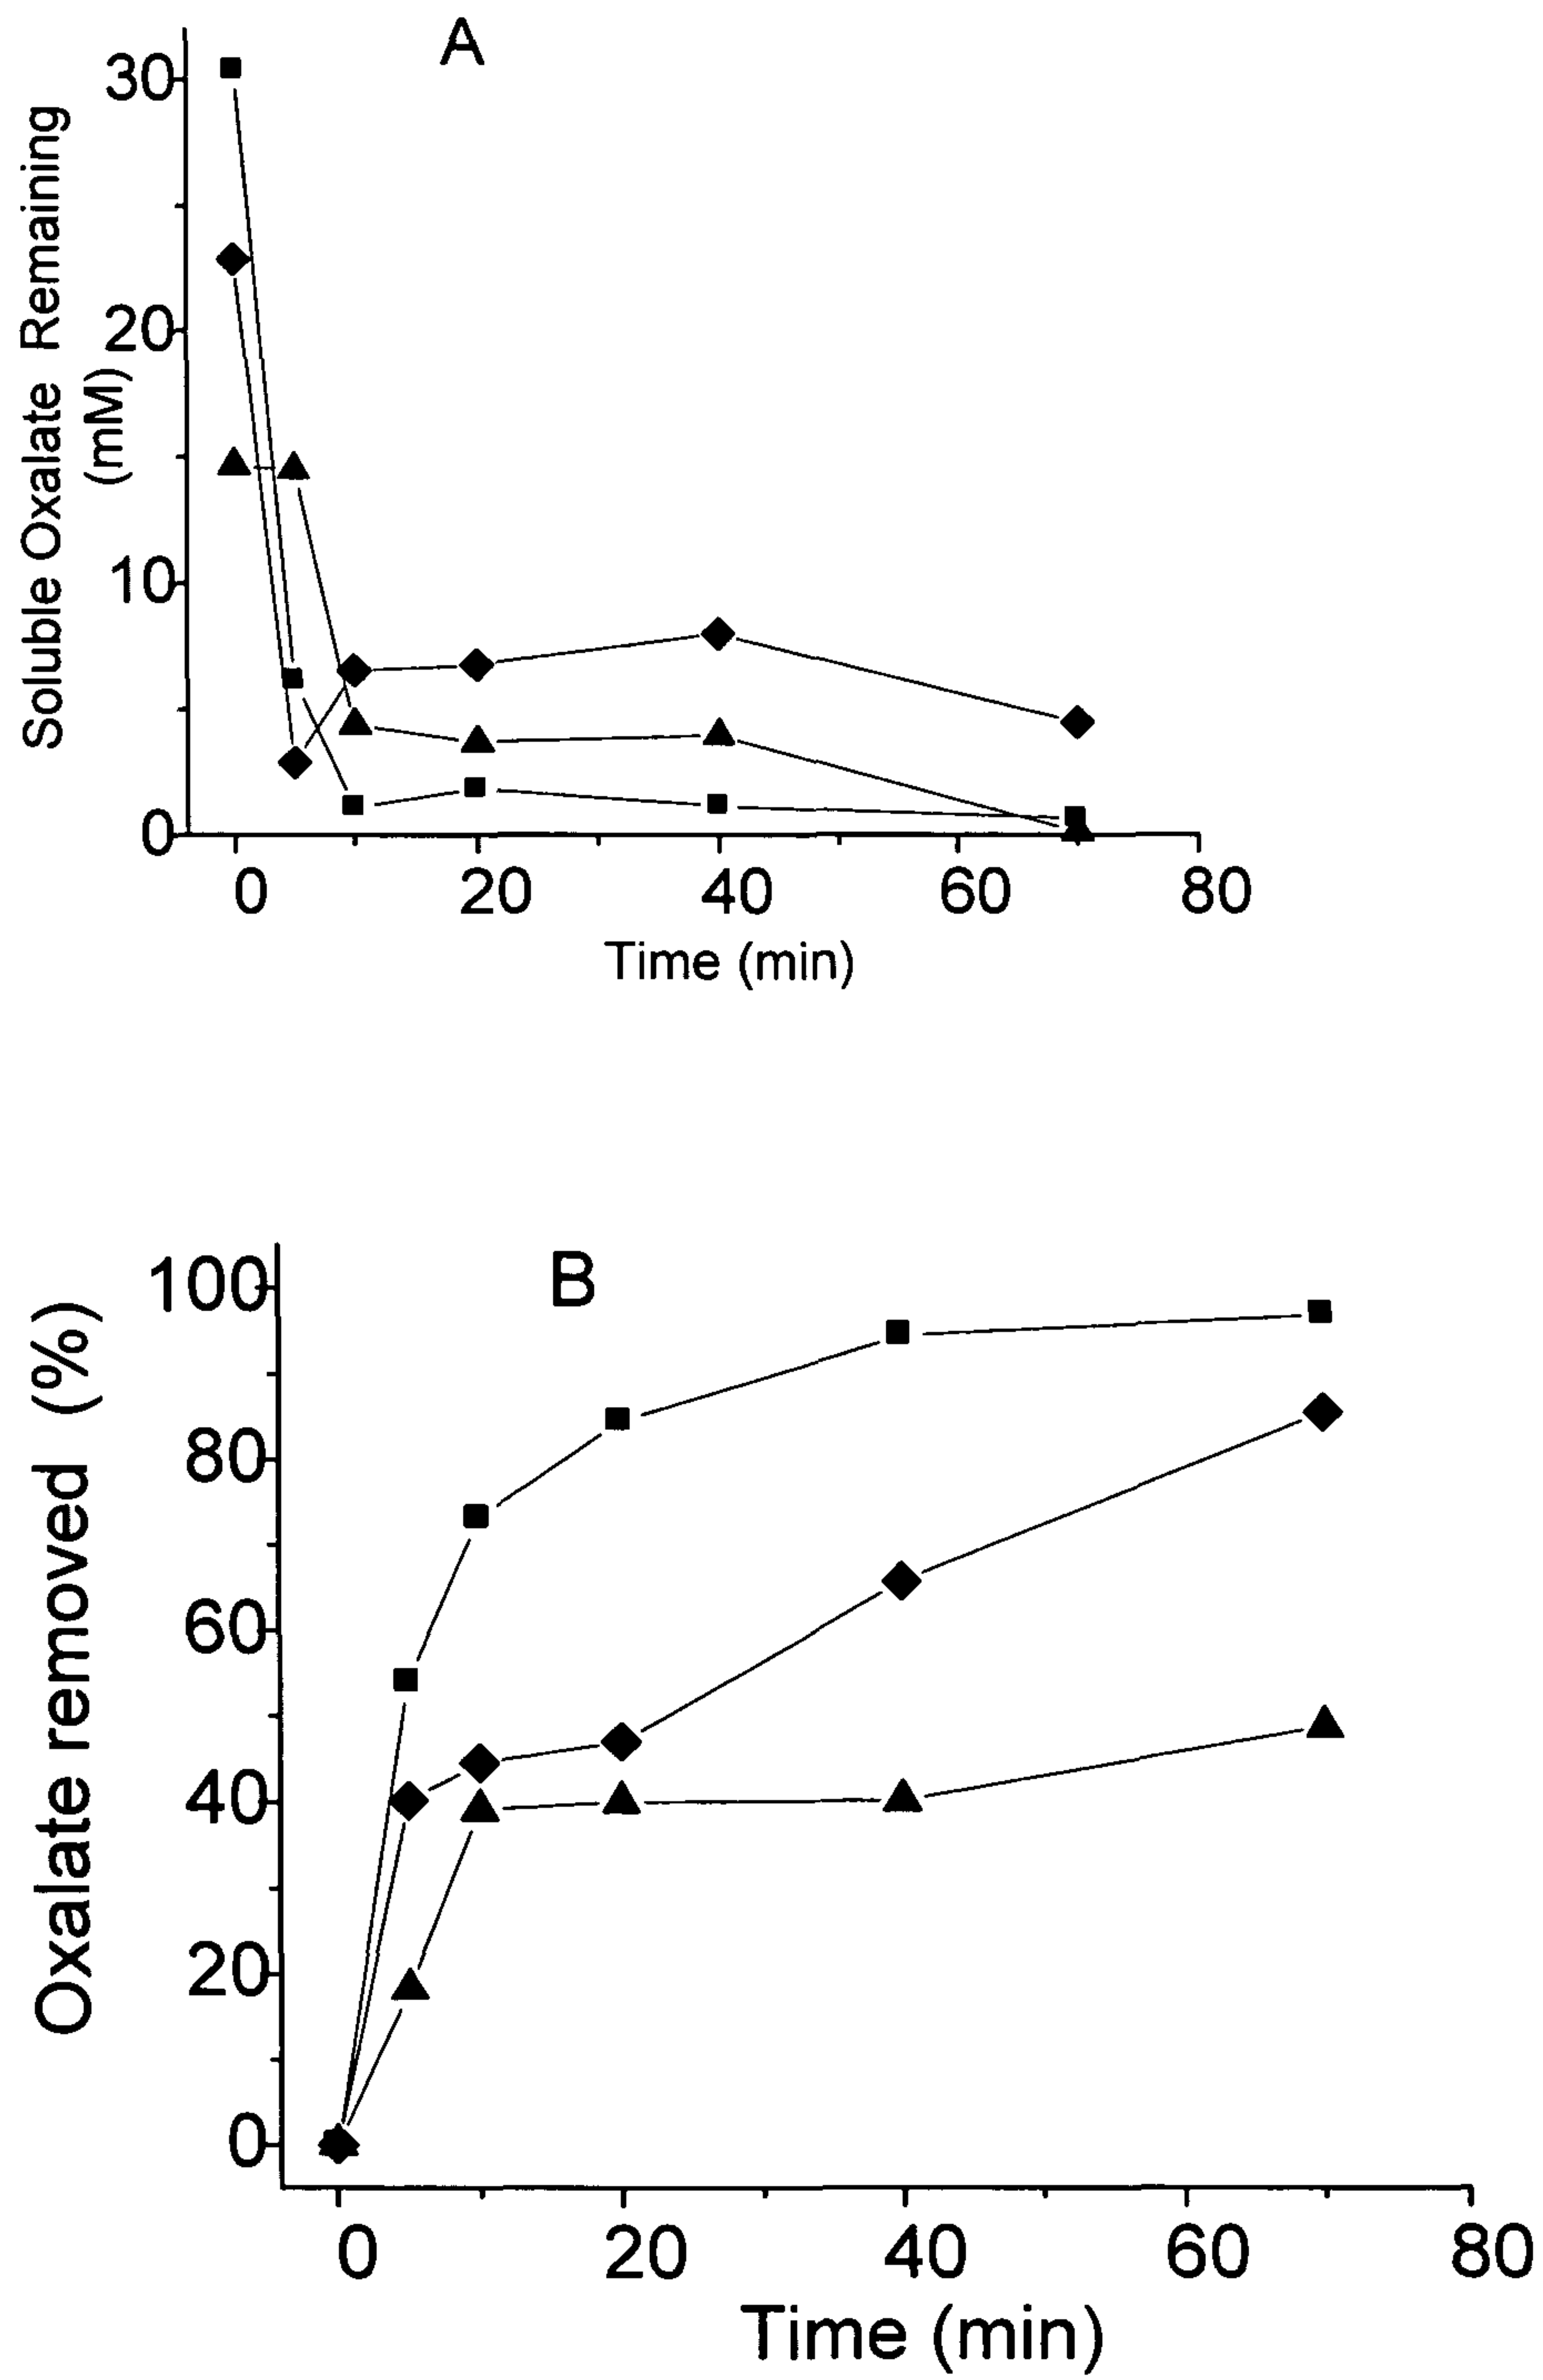 A
Soluble Oxalate Remaining
(mM)
30
20
10
0
0 20 40 60 80
Time (min)
B
Oxalate removed (%)
100
80
60
40
20
0
0 20 40 60 80
Time (min)